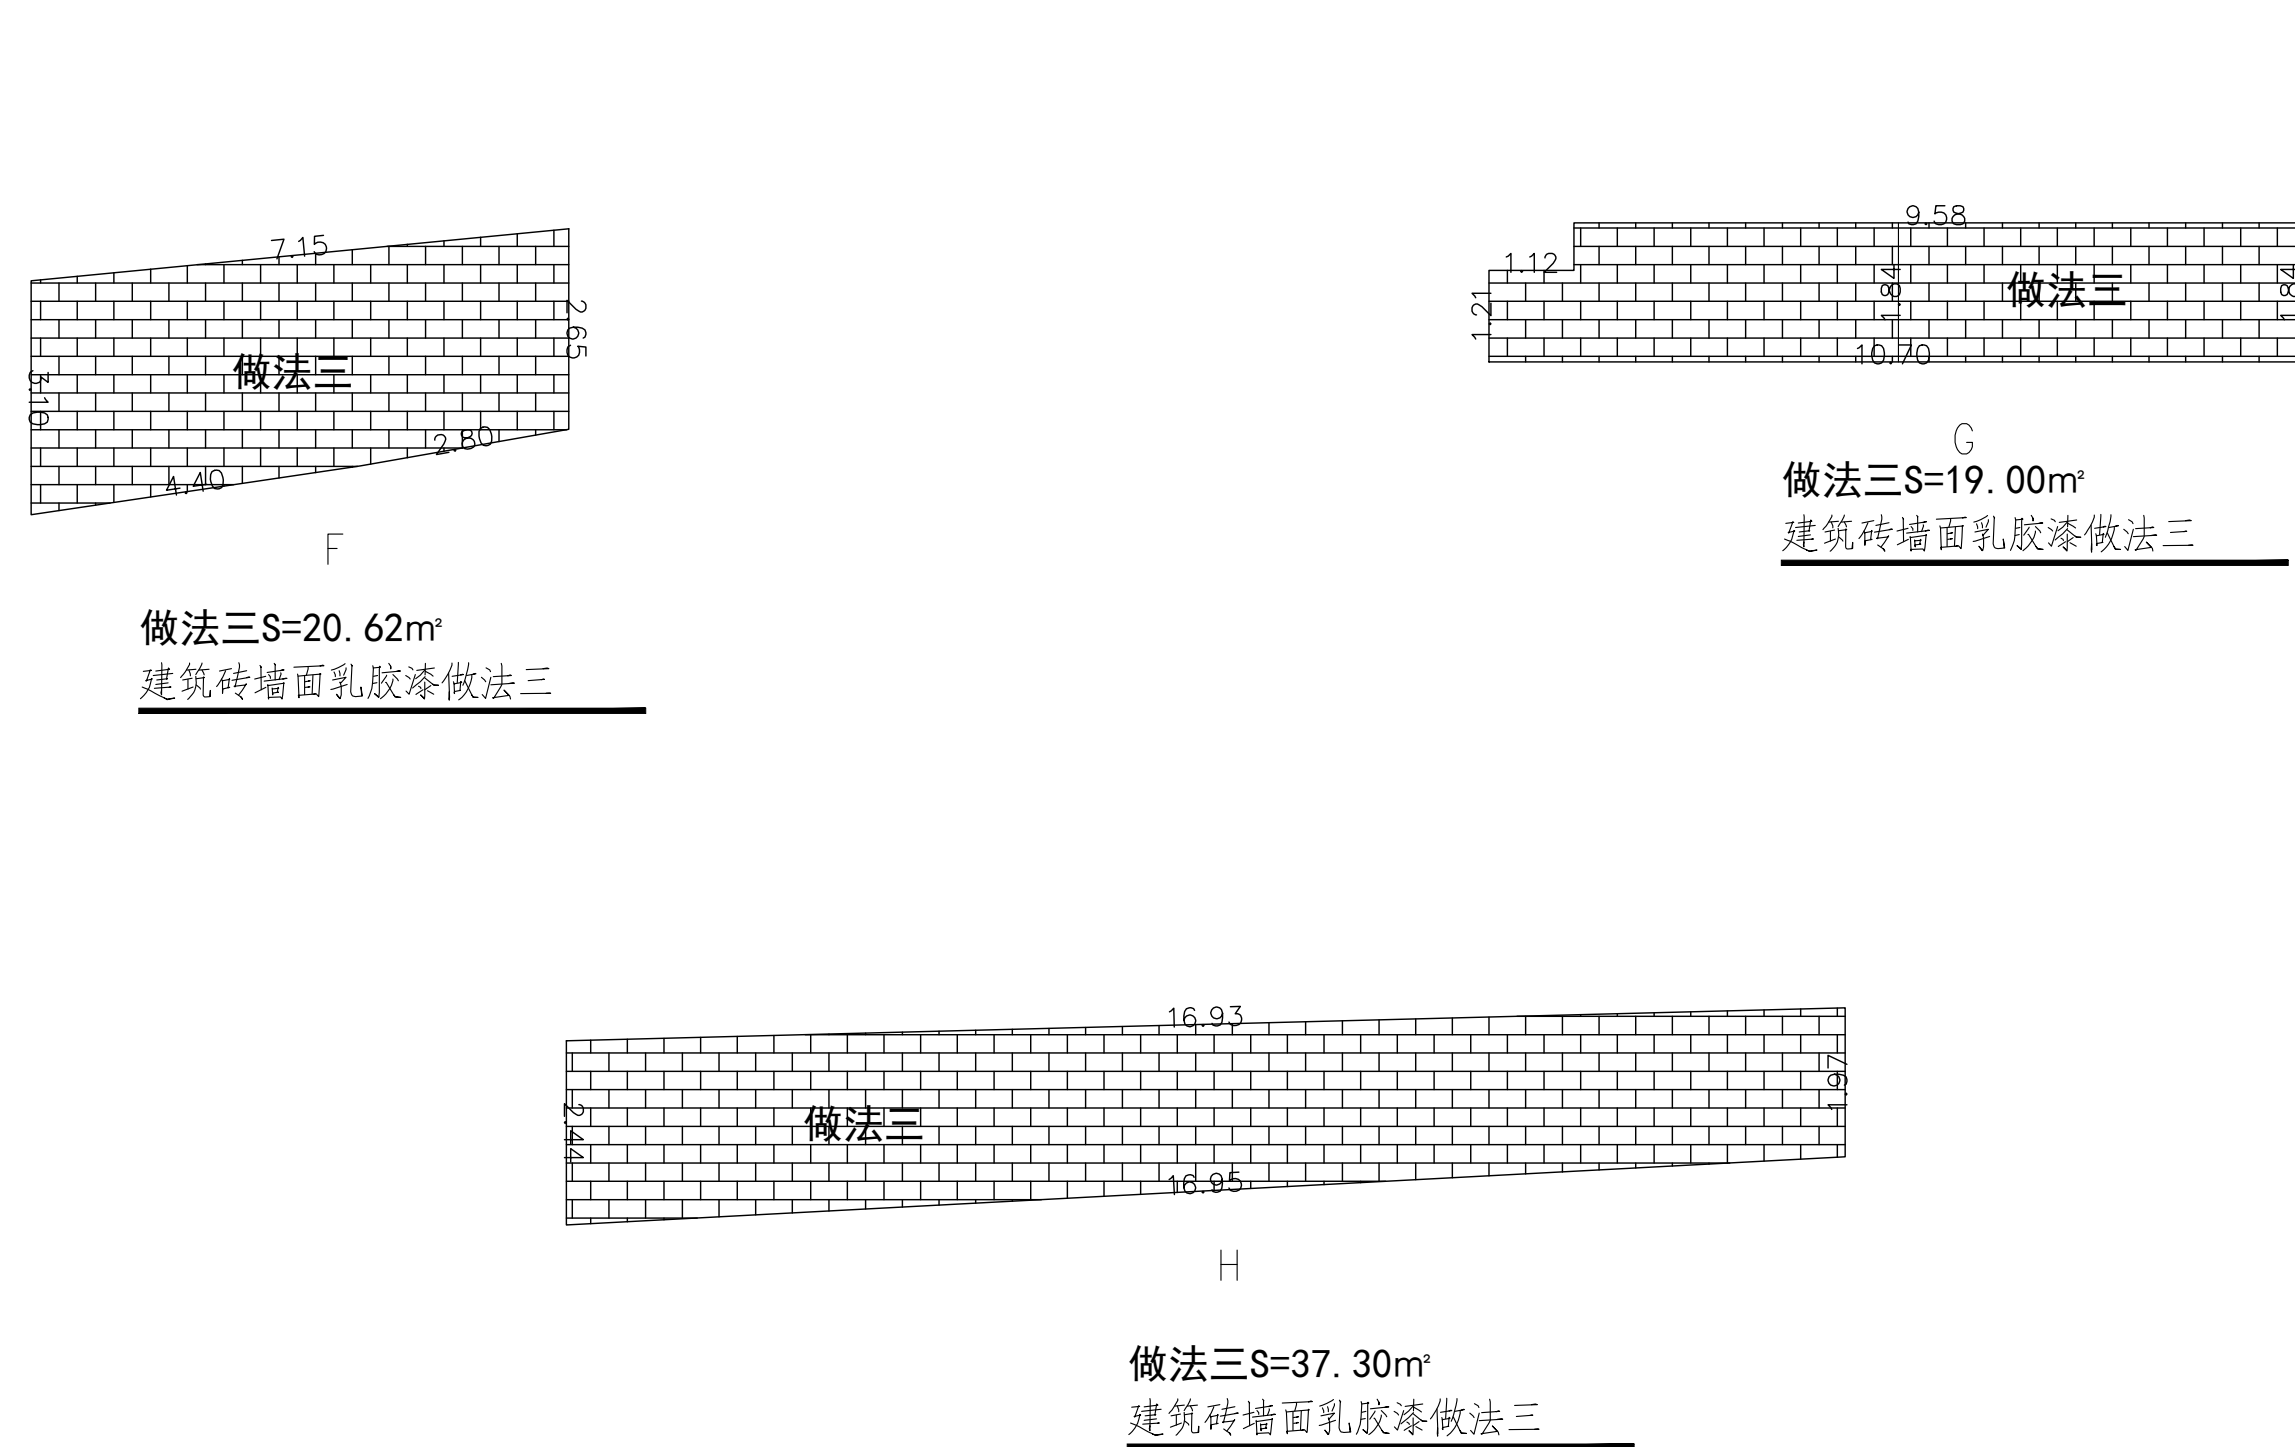 7.15
2.65
做法三
3.10
2.80
4.40
F
做法三S=20.62㎡
建筑砖墙面乳胶漆做法三
9.58
1.12
1.21
1.84
做法三
1.84
10.70
G
做法三S=19.00㎡
建筑砖墙面乳胶漆做法三
16.93
1.97
做法三
2.44
16.95
H
做法三S=37.30㎡
建筑砖墙面乳胶漆做法三